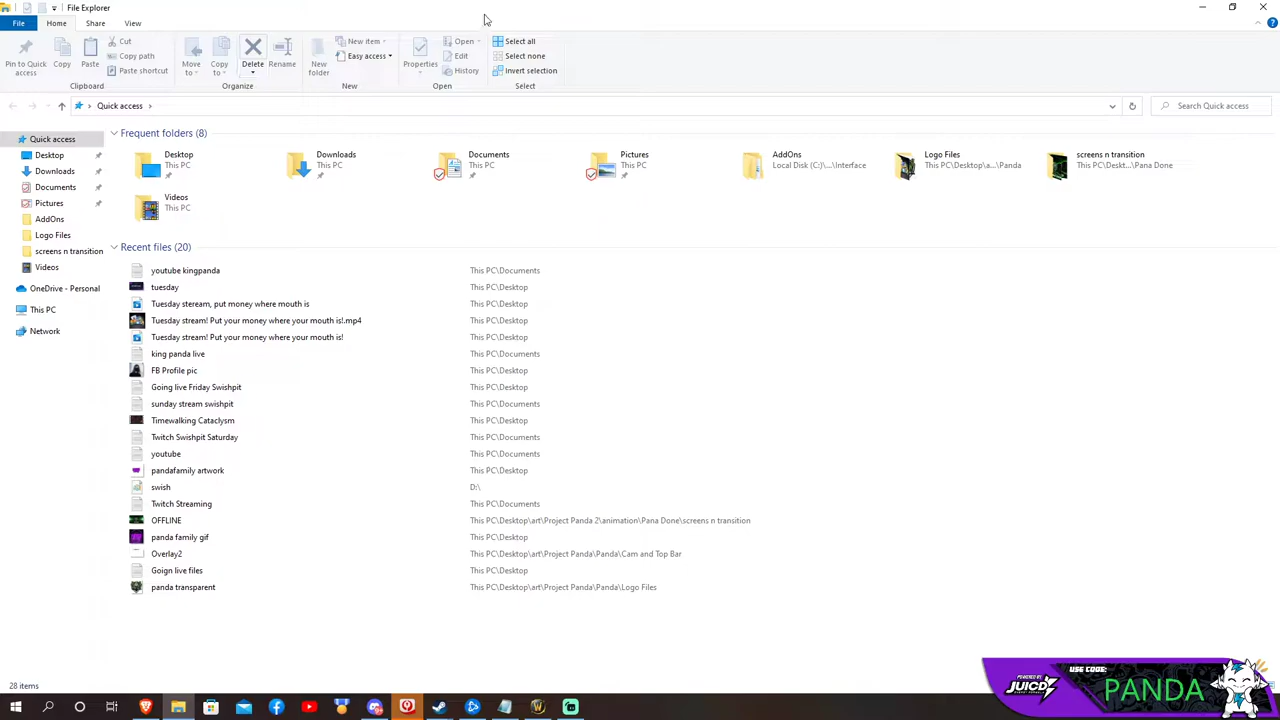 File Explorer
File Home Share View
Pin to Quick access
Copy
Paste
Cut
Copy path
Paste shortcut
Move to
Copy to
Delete
Rename
New folder
New item
Easy access
Properties
Open
Edit
History
Select all
Select none
Invert selection
Clipboard Organize New Open Select
Quick access
Search Quick access
Quick access
Desktop
Downloads
Documents
Pictures
AddOns
Logo Files
screens n transition
Videos
OneDrive - Personal
This PC
Network
Frequent folders (8)
Desktop
This PC
Downloads
This PC
Documents
This PC
Pictures
This PC
AddOns
Local Disk (C:)\...\Interface
Logo Files
This PC\Desktop\a...\Panda
screens n transition
This PC\Deskt...\Pana Done
Videos
This PC
Recent files (20)
youtube kingpanda This PC\Documents
tuesday This PC\Desktop
Tuesday steream, put money where mouth is This PC\Desktop
Tuesday stream! Put your money where your mouth is!.mp4 This PC\Desktop
Tuesday stream! Put your money where your mouth is! This PC\Desktop
king panda live This PC\Documents
FB Profile pic This PC\Desktop
Going live Friday Swishpit This PC\Documents
sunday stream swishpit This PC\Documents
Timewalking Cataclysm This PC\Desktop
Twitch Swishpit Saturday This PC\Documents
youtube This PC\Documents
pandafamily artwork This PC\Desktop
swish D:\
Twitch Streaming This PC\Documents
OFFLINE This PC\Desktop\art\Project Panda 2\animation\Pana Done\screens n transition
panda family gif This PC\Desktop
Overlay2 This PC\Desktop\art\Project Panda\Panda\Cam and Top Bar
Goign live files This PC\Desktop
panda transparent This PC\Desktop\art\Project Panda\Panda\Logo Files
28 items
POWERED BY
JUICD
USE CODE:
PANDA